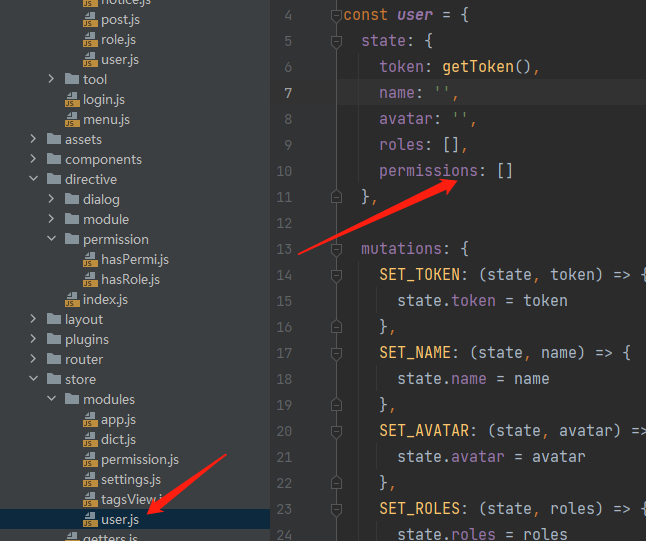 notice.js
post.js
role.js
user.js
tool
login.js
menu.js
assets
components
directive
dialog
module
permission
hasPermi.js
hasRole.js
index.js
layout
plugins
router
store
modules
app.js
dict.js
permission.js
settings.js
tagsView.j
user.js
getters.js
4 const user = {
5 state: {
6 token: getToken(),
7 name: '',
8 avatar: '',
9 roles: [],
10 permissions: []
11 },
12
13 mutations: {
14 SET_TOKEN: (state, token) => {
15 state.token = token
16 },
17 SET_NAME: (state, name) => {
18 state.name = name
19 },
20 SET_AVATAR: (state, avatar) =>
21 state.avatar = avatar
22 },
23 SET_ROLES: (state, roles) => {
24 state.roles = roles